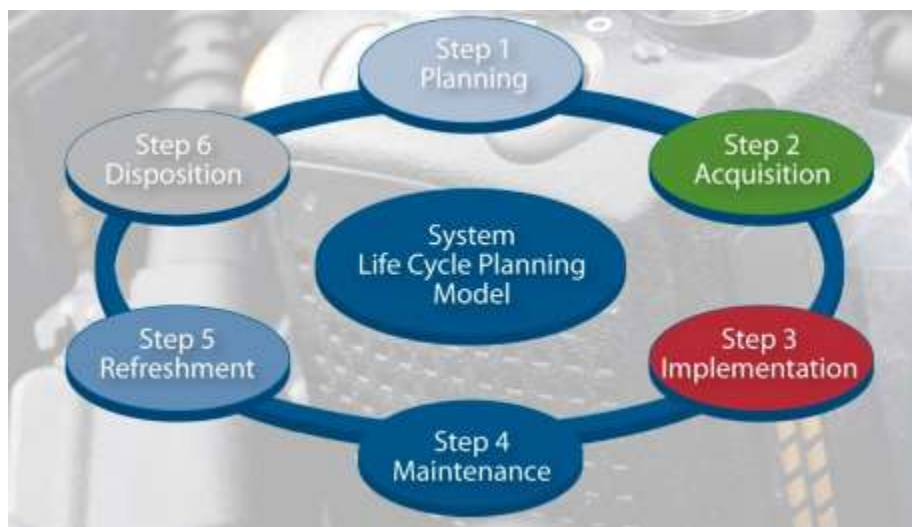 Step 1
Planning
Step 2
Acquisition
Step 3
Implementation
Step 4
Maintenance
Step 5
Refreshment
Step 6
Disposition
System
Life Cycle Planning
Model